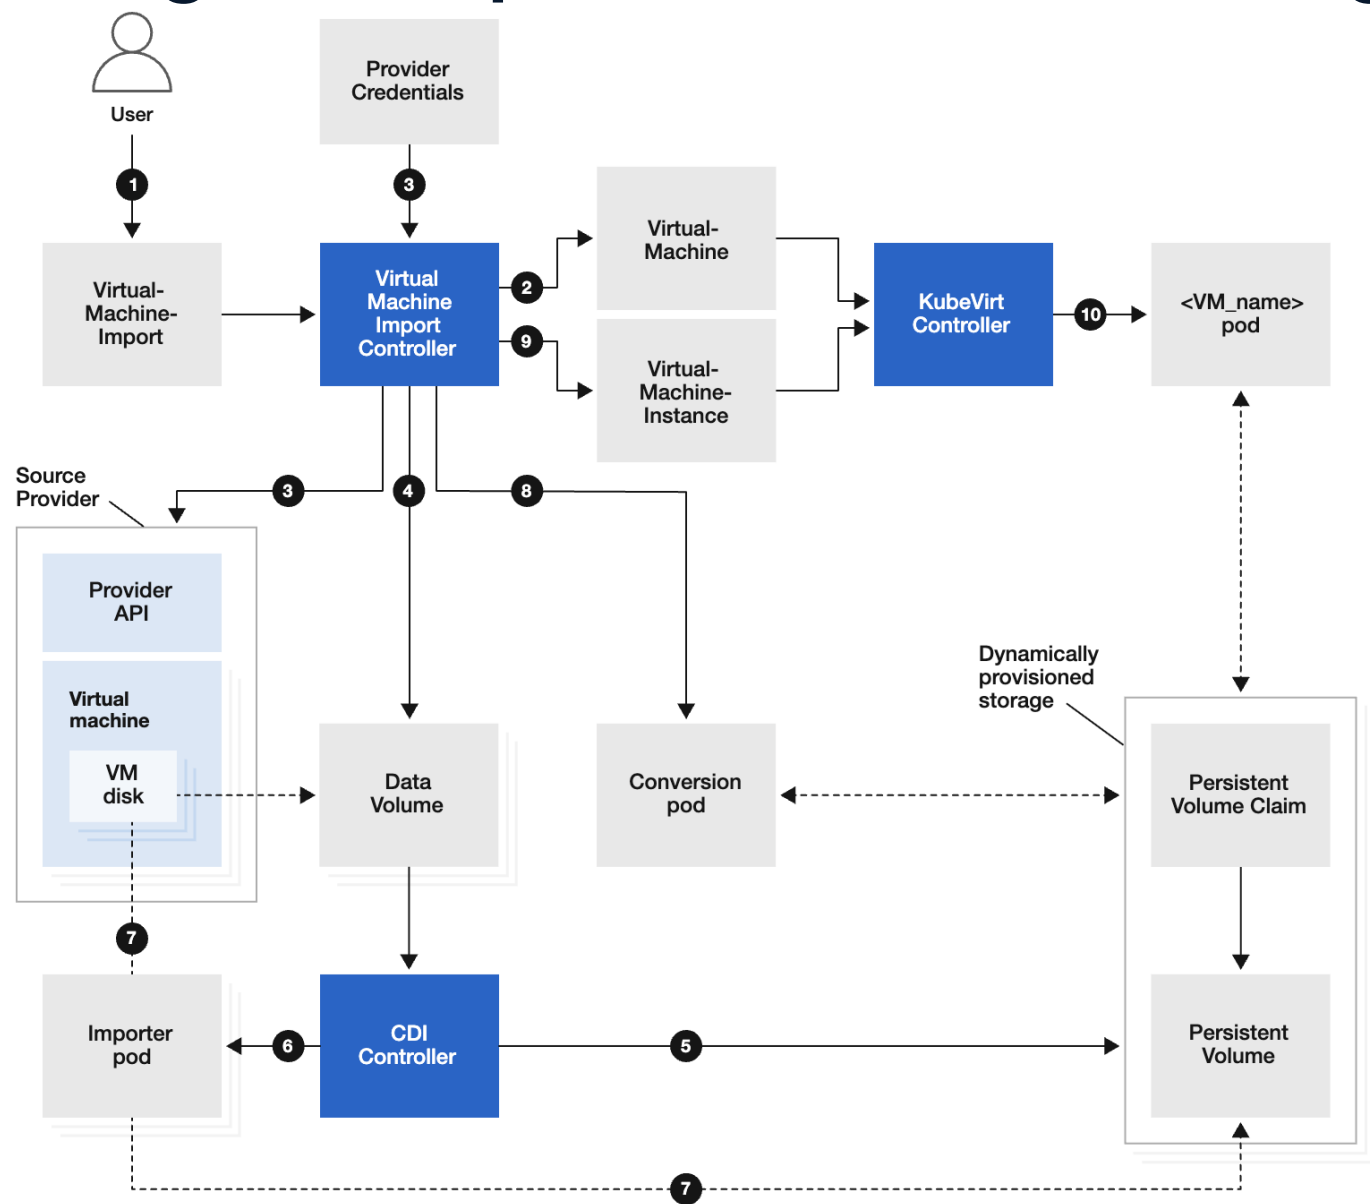 User
Provider
Credentials
1
3
Virtual-
Machine-
Import
Virtual
Machine
Import
Controller
2
9
Virtual-
Machine
Virtual-
Machine-
Instance
KubeVirt
Controller
10
<VM_name>
pod
Source
Provider
3
4
8
Provider
API
Virtual
machine
VM
disk
Data
Volume
Conversion
pod
Dynamically
provisioned
storage
Persistent
Volume Claim
7
Importer
pod
6
CDI
Controller
5
Persistent
Volume
7